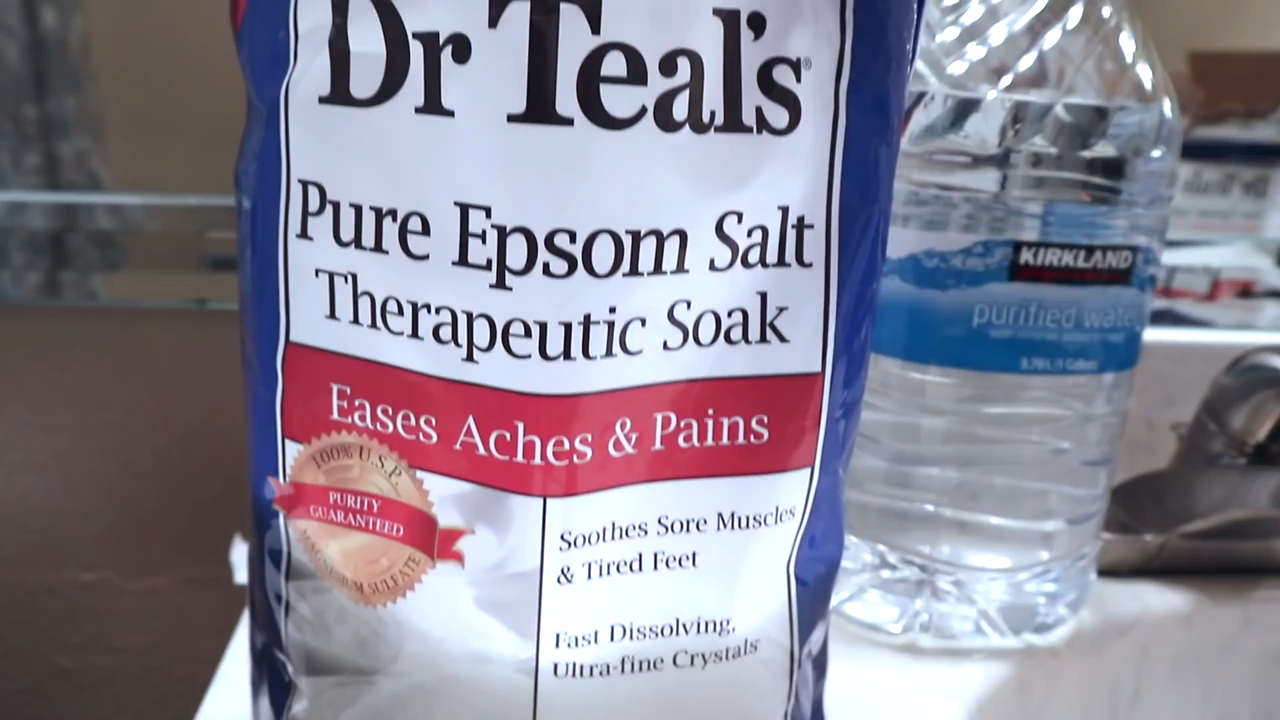 Dr Teal's®
Pure Epsom Salt
Therapeutic Soak
Eases Aches & Pains
100% U.S.P.
PURITY
GUARANTEED
MAGNESIUM SULFATE
Soothes Sore Muscles
& Tired Feet
Fast Dissolving,
Ultra-fine Crystals
KIRKLAND
purified water